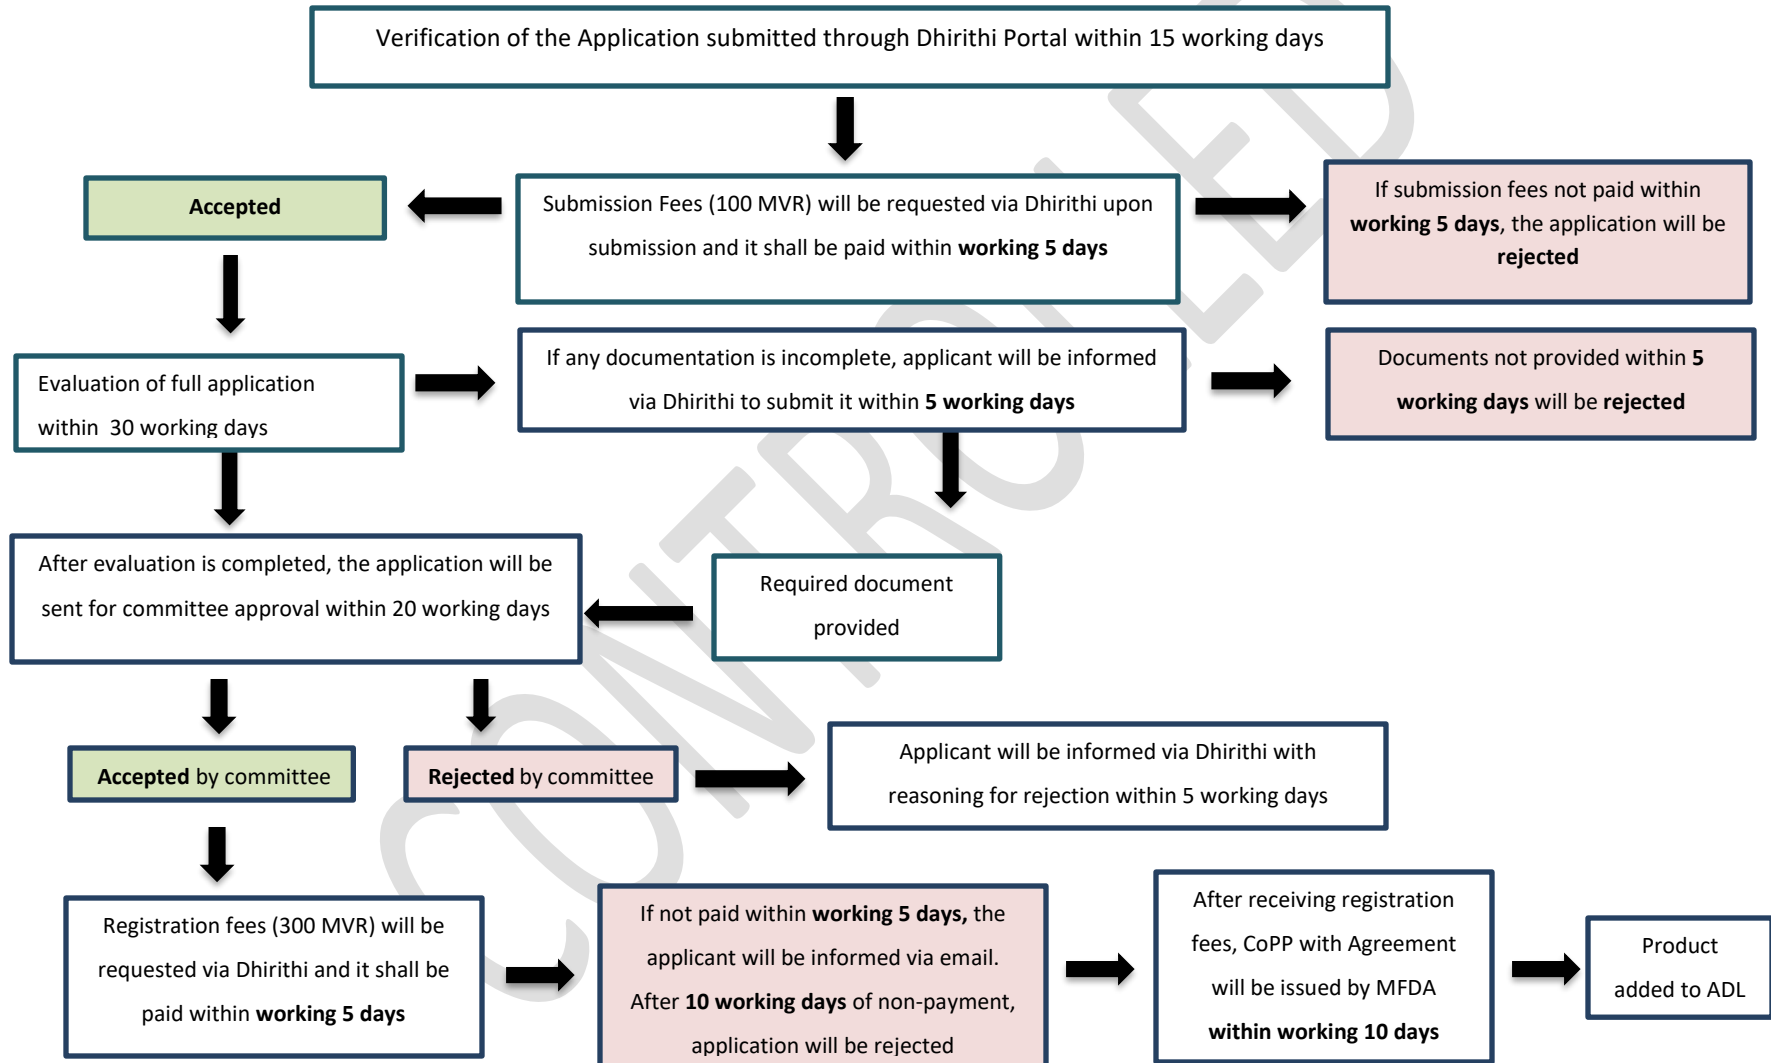 Verification of the Application submitted through Dhirithi Portal within 15 working days
Accepted
Submission Fees (100 MVR) will be requested via Dhirithi upon
submission and it shall be paid within working 5 days
If submission fees not paid within
working 5 days, the application will be
rejected
Evaluation of full application
within 30 working days
If any documentation is incomplete, applicant will be informed
via Dhirithi to submit it within 5 working days
Documents not provided within 5
working days will be rejected
After evaluation is completed, the application will be
sent for committee approval within 20 working days
Required document
provided
Accepted by committee
Rejected by committee
Applicant will be informed via Dhirithi with
reasoning for rejection within 5 working days
Registration fees (300 MVR) will be
requested via Dhirithi and it shall be
paid within working 5 days
If not paid within working 5 days, the
applicant will be informed via email.
After 10 working days of non-payment,
application will be rejected
After receiving registration
fees, CoPP with Agreement
will be issued by MFDA
within working 10 days
Product
added to ADL
CONTROLLED